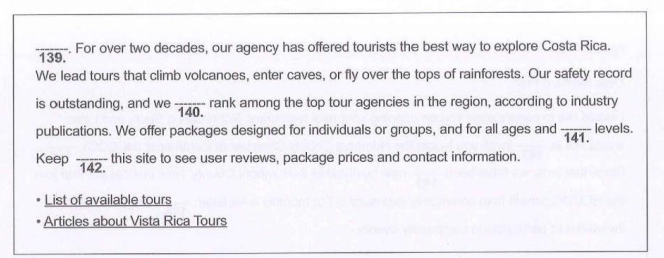 -------. For over two decades, our agency has offered tourists the best way to explore Costa Rica.
139.
We lead tours that climb volcanoes, enter caves, or fly over the tops of rainforests. Our safety record
is outstanding, and we ------- rank among the top tour agencies in the region, according to industry
140.
publications. We offer packages designed for individuals or groups, and for all ages and ------- levels.
141.
Keep ------- this site to see user reviews, package prices and contact information.
142.
• List of available tours
• Articles about Vista Rica Tours